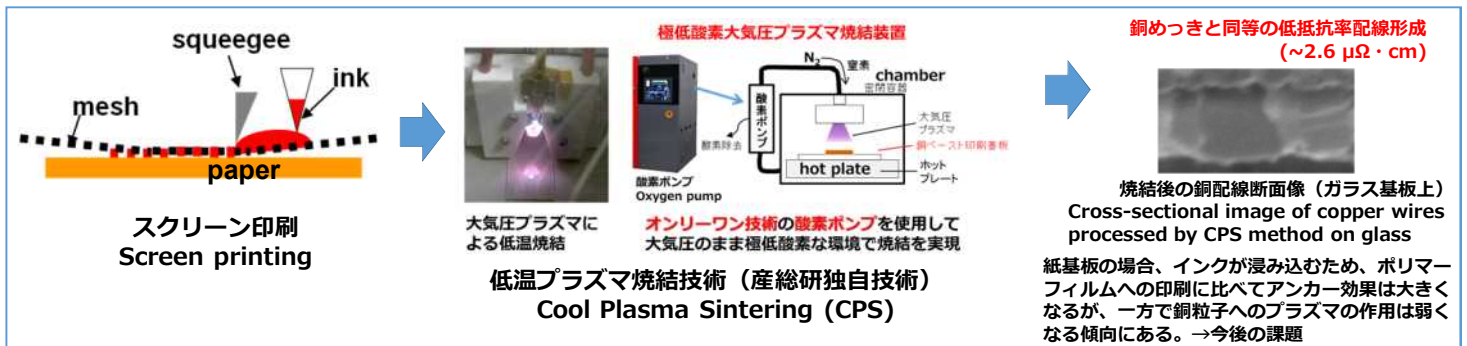 squeegee
ink
mesh
paper
スクリーン印刷
Screen printing
大気圧プラズマに
よる低温焼結
極低酸素大気圧プラズマ焼結装置
N2
窒素
chamber
密閉容器
酸素ポンプ
酸素除去
大気圧
プラズマ
銅ペースト印刷基板
hot plate
ホット
プレート
酸素ポンプ
Oxygen pump
オンリーワン技術の酸素ポンプを使用して
大気圧のまま極低酸素な環境で焼結を実現
低温プラズマ焼結技術（産総研独自技術）
Cool Plasma Sintering (CPS)
銅めっきと同等の低抵抗率配線形成
(~2.6 μΩ・cm)
焼結後の銅配線断面像（ガラス基板上）
Cross-sectional image of copper wires
processed by CPS method on glass
紙基板の場合、インクが浸み込むため、ポリマー
フィルムへの印刷に比べてアンカー効果は大きく
なるが、一方で銅粒子へのプラズマの作用は弱く
なる傾向にある。→今後の課題